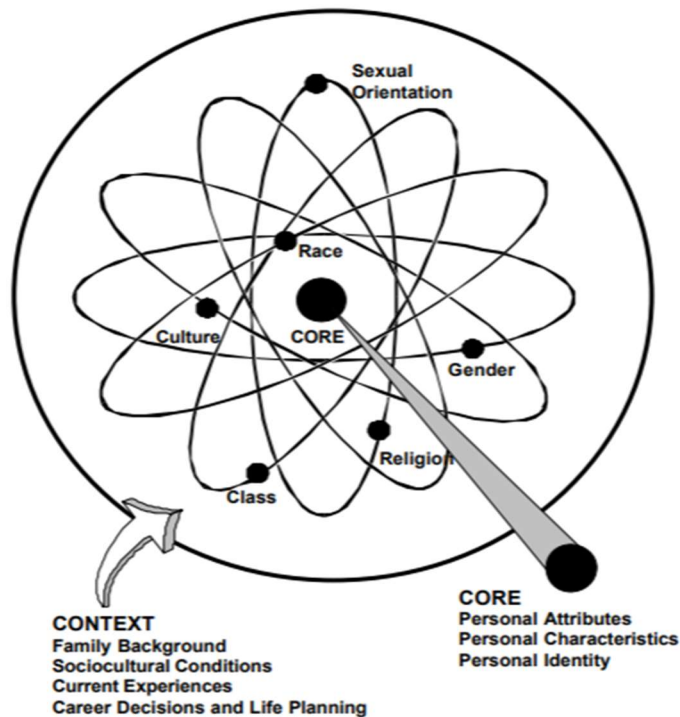 Sexual
Orientation
Race
CORE
Culture
Gender
Religion
Class
CONTEXT
Family Background
Sociocultural Conditions
Current Experiences
Career Decisions and Life Planning
CORE
Personal Attributes
Personal Characteristics
Personal Identity